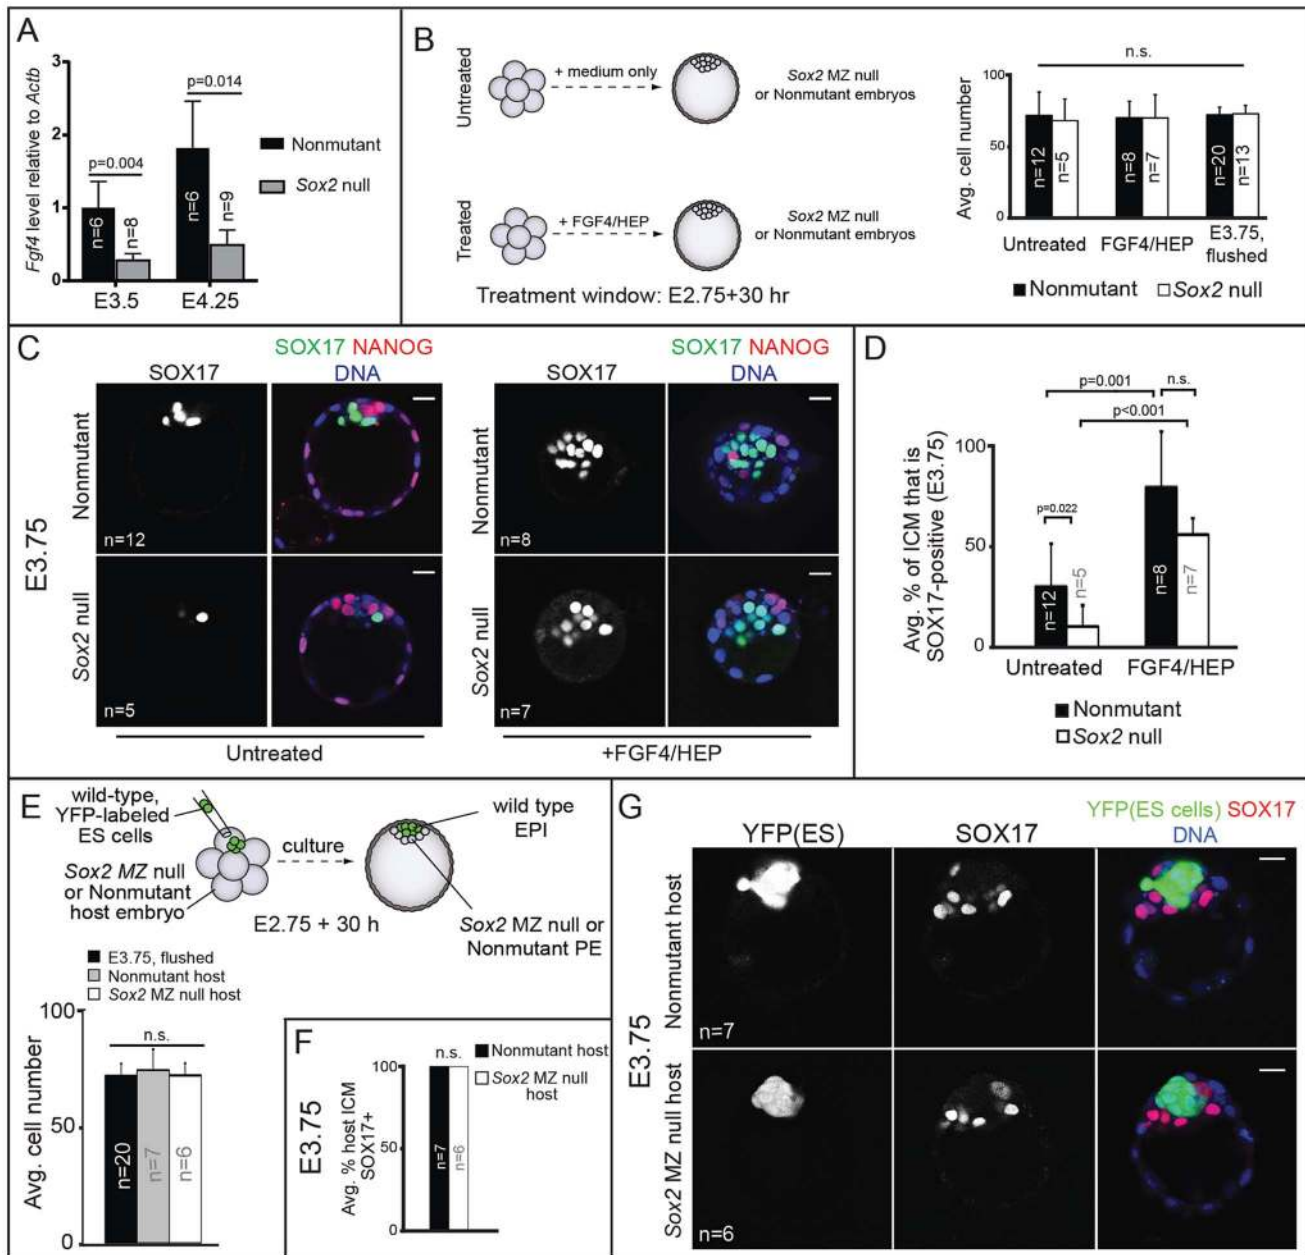 A
Fgf4 level relative to Actb
3
2
1
0
p=0.004
p=0.014
n=6
n=8
n=6
n=9
E3.5
E4.25
Nonmutant
Sox2 null
B
Untreated
+ medium only
Sox2 MZ null
or Nonmutant embryos
Treated
+ FGF4/HEP
Sox2 MZ null
or Nonmutant embryos
Treatment window: E2.75+30 hr
n.s.
Avg. cell number
100
50
0
n=12
n=5
n=8
n=7
n=20
n=13
Untreated
FGF4/HEP
E3.75,
flushed
Nonmutant
Sox2 null
C
E3.75
SOX17
SOX17 NANOG
DNA
SOX17
SOX17 NANOG
DNA
Nonmutant
n=12
Nonmutant
n=8
Sox2 null
n=5
Sox2 null
n=7
Untreated
+FGF4/HEP
D
Avg. % of ICM that is
SOX17-positive (E3.75)
p=0.001
n.s.
p<0.001
p=0.022
100
50
0
n=12
n=5
n=8
n=7
Untreated
FGF4/HEP
Nonmutant
Sox2 null
E
wild-type,
YFP-labeled
ES cells
Sox2 MZ null
or Nonmutant
host embryo
culture
E2.75 + 30 h
wild type
EPI
Sox2 MZ null or
Nonmutant PE
E3.75, flushed
Nonmutant host
Sox2 MZ null host
Avg. cell number
100
50
0
n.s.
n=20
n=7
n=6
F
E3.75
Avg. % host ICM
SOX17+
100
50
0
n.s.
n=7
n=6
Nonmutant host
Sox2 MZ null
host
G
E3.75
YFP(ES)
SOX17
YFP(ES cells) SOX17
DNA
Nonmutant host
n=7
Sox2 MZ null host
n=6